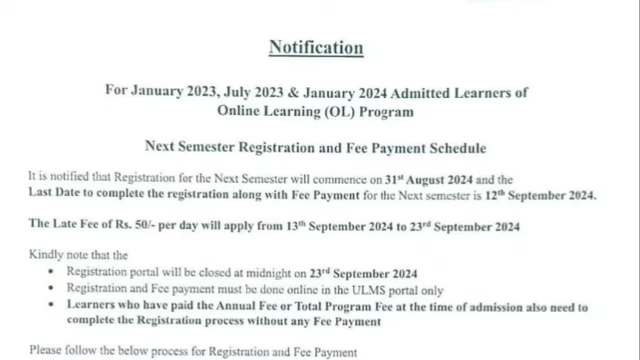 Notification
For January 2023, July 2023 & January 2024 Admitted Learners of
Online Learning (OL) Program
Next Semester Registration and Fee Payment Schedule
It is notified that Registration for the Next Semester will commence on 31st August 2024 and the
Last Date to complete the registration along with Fee Payment for the Next semester is 12th September 2024.
The Late Fee of Rs. 50/- per day will apply from 13th September 2024 to 23rd September 2024
Kindly note that the
• Registration portal will be closed at midnight on 23rd September 2024
• Registration and Fee payment must be done online in the ULMS portal only
• Learners who have paid the Annual Fee or Total Program Fee at the time of admission also need to
complete the Registration process without any Fee Payment
Please follow the below process for Registration and Fee Payment